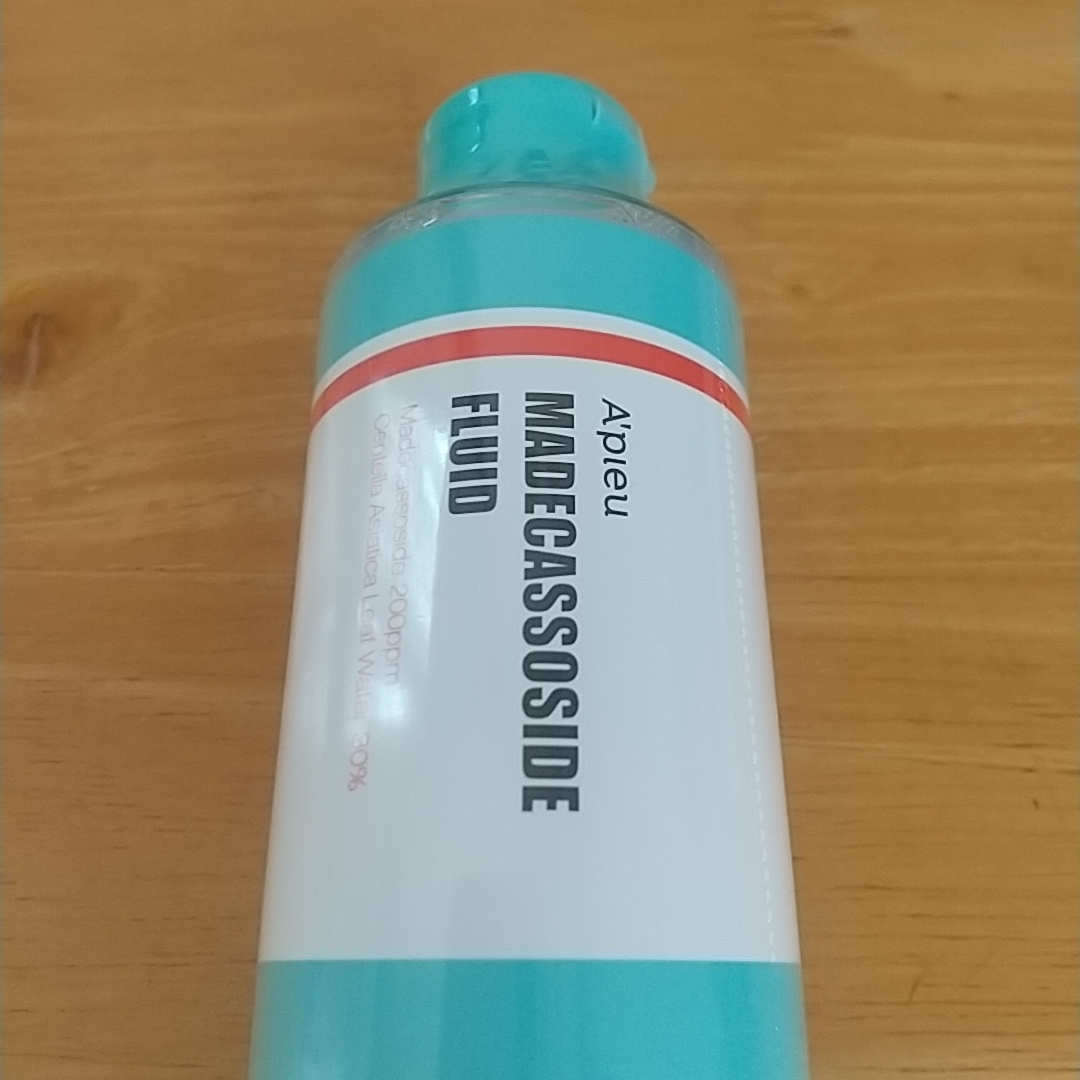 A'pieu
MADECASSOSIDE
FLUID
Madecassoside 200ppm
Centella Asiatica Leaf Water 30%